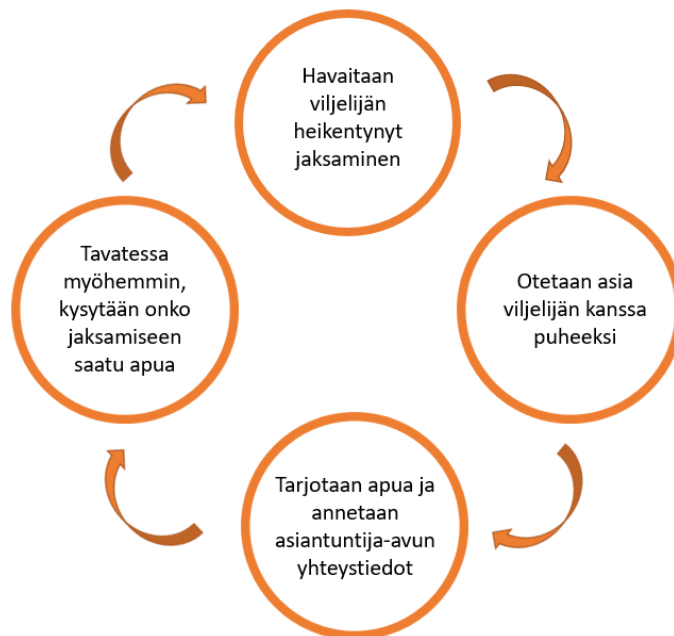 Havaitaan
viljelijän
heikentynyt
jaksaminen
Otetaan asia
viljelijän kanssa
puheeksi
Tarjotaan apua ja
annetaan
asiantuntija-avun
yhteystiedot
Tavatessa
myöhemmin,
kysytään onko
jaksamiseen
saatu apua